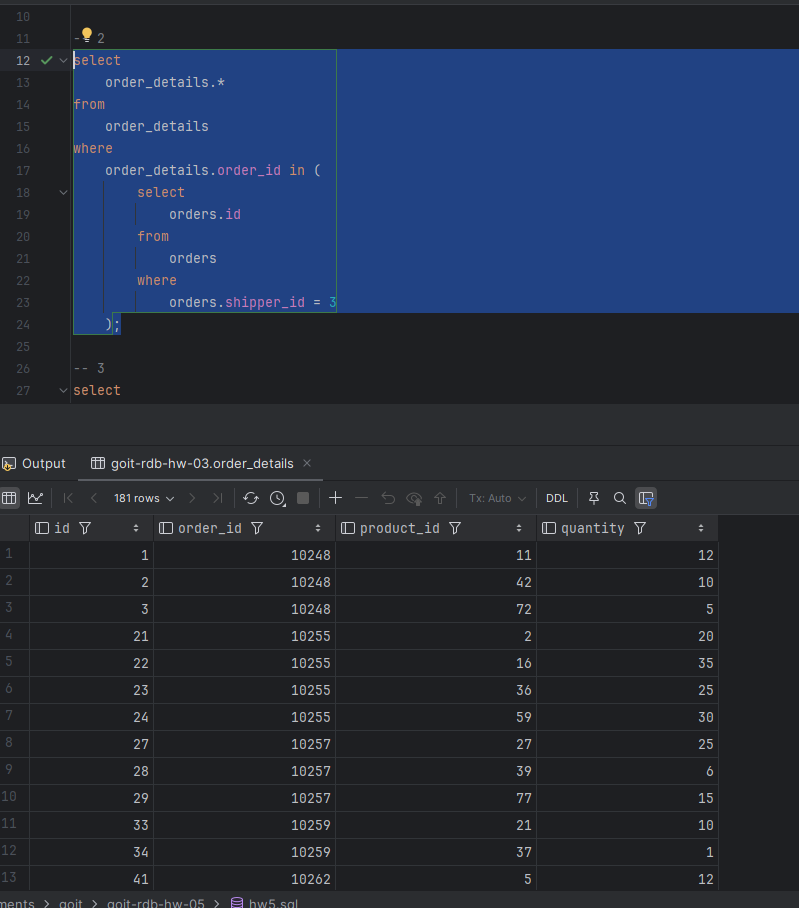 10
11 -- 2
12 select
13 order_details.*
14 from
15 order_details
16 where
17 order_details.order_id in (
18 select
19 orders.id
20 from
21 orders
22 where
23 orders.shipper_id = 3
24 );
25
26 -- 3
27 select
Output goit-rdb-hw-03.order_details ×
181 rows Tx: Auto DDL
id order_id product_id quantity
1 1 10248 11 12
2 2 10248 42 10
3 3 10248 72 5
4 21 10255 2 20
5 22 10255 16 35
6 23 10255 36 25
7 24 10255 59 30
8 27 10257 27 25
9 28 10257 39 6
10 29 10257 77 15
11 33 10259 21 10
12 34 10259 37 1
13 41 10262 5 12
ments > goit > goit-rdb-hw-05 > hw5.sql